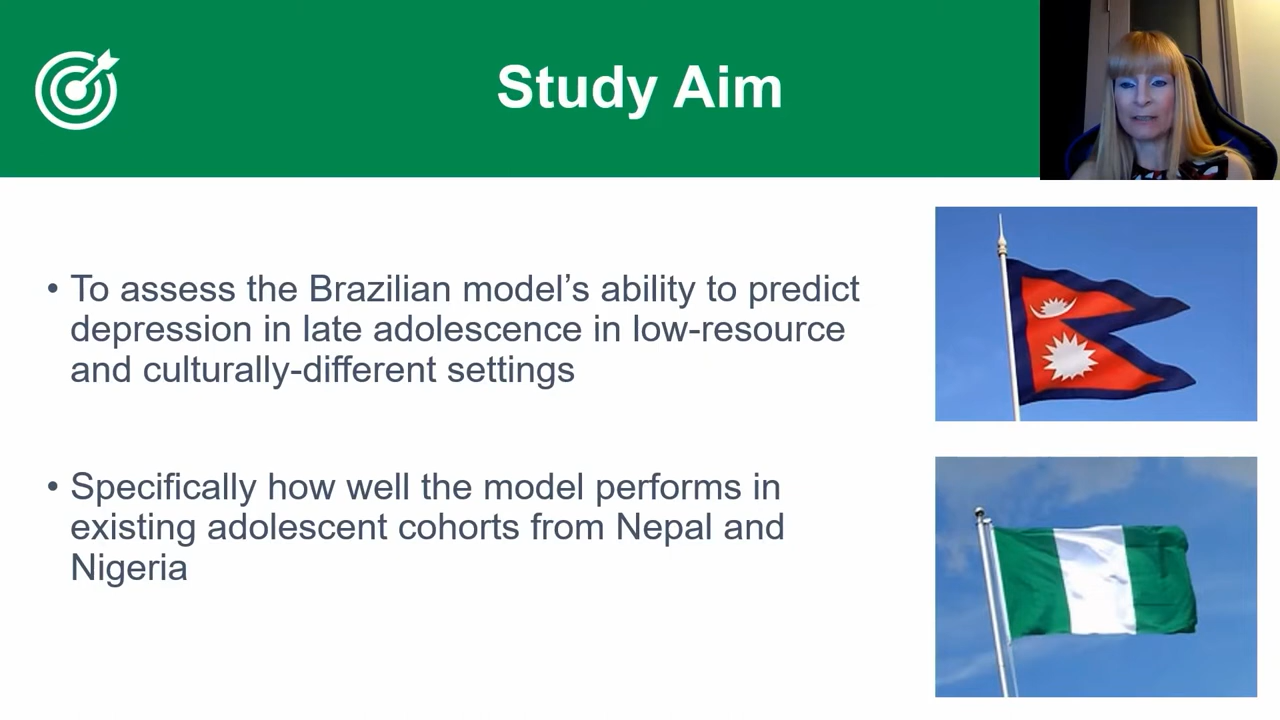 Study Aim
• To assess the Brazilian model’s ability to predict
depression in late adolescence in low-resource
and culturally-different settings
• Specifically how well the model performs in
existing adolescent cohorts from Nepal and
Nigeria